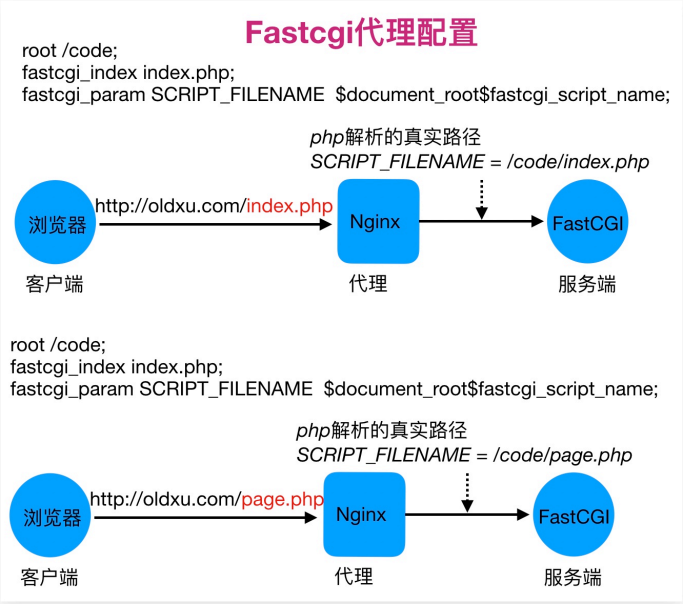 Fastcgi代理配置
root /code;
fastcgi_index index.php;
fastcgi_param SCRIPT_FILENAME  $document_root$fastcgi_script_name;
php解析的真实路径
SCRIPT_FILENAME = /code/index.php
http://oldxu.com/index.php
浏览器
Nginx
FastCGI
客户端
代理
服务端
root /code;
fastcgi_index index.php;
fastcgi_param SCRIPT_FILENAME  $document_root$fastcgi_script_name;
php解析的真实路径
SCRIPT_FILENAME = /code/page.php
http://oldxu.com/page.php
浏览器
Nginx
FastCGI
客户端
代理
服务端